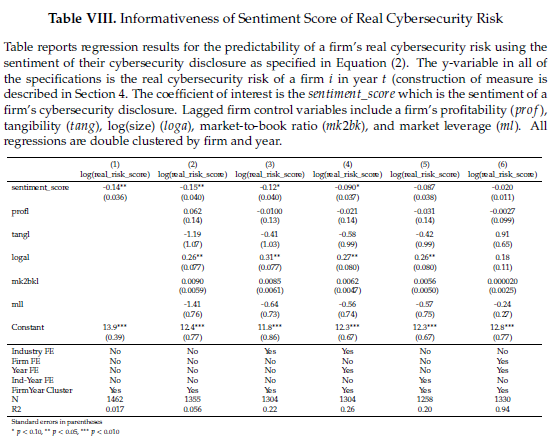 Table VIII. Informativeness of Sentiment Score of Real Cybersecurity Risk
Table reports regression results for the predictability of a firm's real cybersecurity risk using the
sentiment of their cybersecurity disclosure as specified in Equation (2). The y-variable in all of
the specifications is the real cybersecurity risk of a firm i in year t (construction of measure is
described in Section 4. The coefficient of interest is the sentiment_score which is the sentiment of a
firm's cybersecurity disclosure. Lagged firm control variables include a firm's profitability (prof),
tangibility (tang), log(size) (loga), market-to-book ratio (mk2bk), and market leverage (ml). All
regressions are double clustered by firm and year.
(1) (2) (3) (4) (5) (6)
log(real_risk_score) log(real_risk_score) log(real_risk_score) log(real_risk_score) log(real_risk_score) log(real_risk_score)
sentiment_score -0.14** -0.15** -0.12* -0.090* -0.087 -0.020
(0.036) (0.040) (0.040) (0.037) (0.038) (0.011)
profl 0.062 -0.0100 -0.021 -0.031 -0.0027
(0.14) (0.13) (0.14) (0.14) (0.099)
tangl -1.19 -0.41 -0.58 -0.42 0.91
(1.07) (1.03) (0.99) (0.99) (0.65)
logal 0.26** 0.31** 0.27** 0.26** 0.18
(0.077) (0.077) (0.080) (0.080) (0.11)
mk2bkl 0.0090 0.0085 0.0062 0.0056 0.000020
(0.0059) (0.0061) (0.0047) (0.0050) (0.0025)
mll -1.41 -0.64 -0.56 -0.57 -0.24
(0.76) (0.73) (0.74) (0.75) (0.27)
Constant 13.9*** 12.4*** 11.8*** 12.3*** 12.3*** 12.8***
(0.39) (0.77) (0.86) (0.67) (0.67) (0.77)
Industry FE No No Yes Yes No No
Firm FE No No No No No Yes
Year FE No No No Yes No Yes
Ind-Year FE No No No No Yes No
FirmYear Cluster Yes Yes Yes Yes Yes Yes
N 1462 1355 1304 1304 1258 1330
R2 0.017 0.056 0.22 0.26 0.20 0.94
Standard errors in parentheses
* p < 0.10, ** p < 0.05, *** p < 0.010